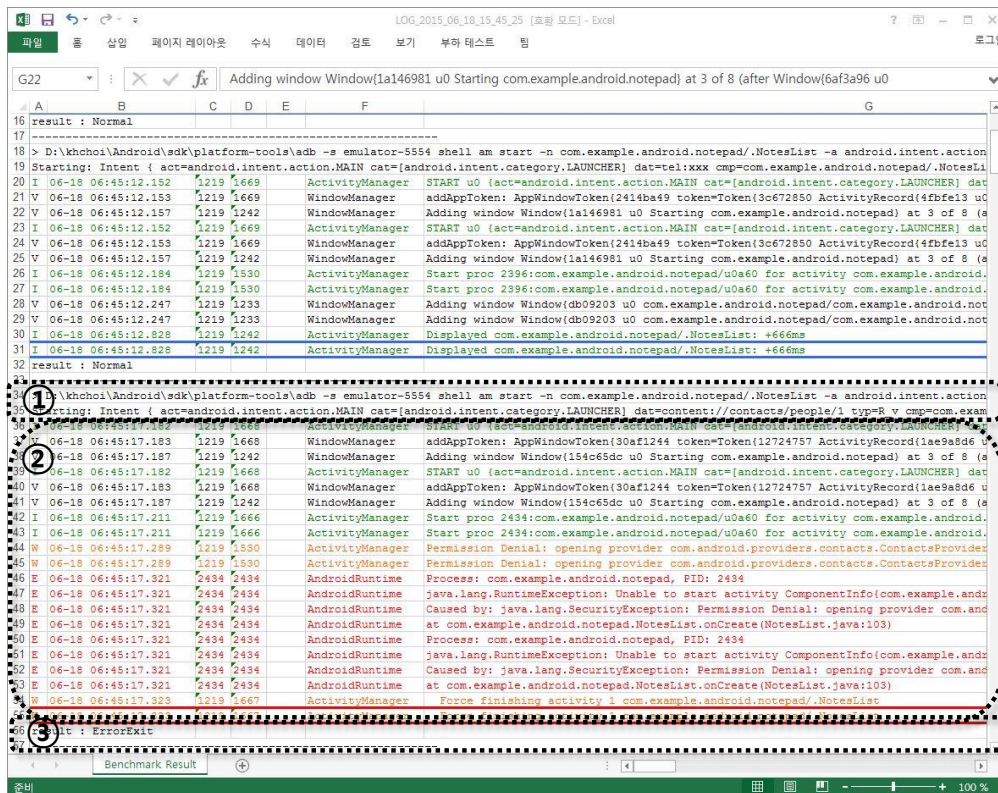 LOG_2015_06_18_15_45_25 [호환 모드] - Excel
파일 홈 삽입 페이지 레이아웃 수식 데이터 검토 보기 부하 테스트 팀 로그인
G22 Adding window Window{1a146981 u0 Starting com.example.android.notepad} at 3 of 8 (after Window{6af3a96 u0
A B C D E F G
16 result : Normal
17 ------------------------------------------------------------
18 > D:\khchoi\Android\sdk\platform-tools\adb -s emulator-5554 shell am start -n com.example.android.notepad/.NotesList -a android.intent.action
19 Starting: Intent { act=android.intent.action.MAIN cat=[android.intent.category.LAUNCHER] dat=tel:xxx cmp=com.example.android.notepad/.NotesLi
20 I 06-18 06:45:12.152 1219 1669 ActivityManager START u0 {act=android.intent.action.MAIN cat=[android.intent.category.LAUNCHER] dat
21 V 06-18 06:45:12.153 1219 1669 WindowManager addAppToken: AppWindowToken{2414ba49 token=Token{3c672850 ActivityRecord{4fbfe13 u0
22 V 06-18 06:45:12.157 1219 1242 WindowManager Adding window Window{1a146981 u0 Starting com.example.android.notepad} at 3 of 8 (a
23 I 06-18 06:45:12.152 1219 1669 ActivityManager START u0 {act=android.intent.action.MAIN cat=[android.intent.category.LAUNCHER] dat
24 V 06-18 06:45:12.153 1219 1669 WindowManager addAppToken: AppWindowToken{2414ba49 token=Token{3c672850 ActivityRecord{4fbfe13 u0
25 V 06-18 06:45:12.157 1219 1242 WindowManager Adding window Window{1a146981 u0 Starting com.example.android.notepad} at 3 of 8 (a
26 I 06-18 06:45:12.184 1219 1530 ActivityManager Start proc 2396:com.example.android.notepad/u0a60 for activity com.example.android.
27 I 06-18 06:45:12.184 1219 1530 ActivityManager Start proc 2396:com.example.android.notepad/u0a60 for activity com.example.android.
28 V 06-18 06:45:12.247 1219 1233 WindowManager Adding window Window{db09203 u0 com.example.android.notepad/com.example.android.not
29 V 06-18 06:45:12.247 1219 1233 WindowManager Adding window Window{db09203 u0 com.example.android.notepad/com.example.android.not
30 I 06-18 06:45:12.828 1219 1242 ActivityManager Displayed com.example.android.notepad/.NotesList: +666ms
31 I 06-18 06:45:12.828 1219 1242 ActivityManager Displayed com.example.android.notepad/.NotesList: +666ms
32 result : Normal
① D:\khchoi\Android\sdk\platform-tools\adb -s emulator-5554 shell am start -n com.example.android.notepad/.NotesList -a android.intent.action
35 Starting: Intent { act=android.intent.action.MAIN cat=[android.intent.category.LAUNCHER] dat=content://contacts/people/1 typ=R_v cmp=com.exam
36 06-18 06:45:17.182 1219 1668 ActivityManager START u0 {act=android.intent.action.MAIN cat=[android.intent.category.LAUNCHER] dat
37 V 06-18 06:45:17.183 1219 1668 WindowManager addAppToken: AppWindowToken{30af1244 token=Token{12724757 ActivityRecord{1ae9a8d6 u
② 06-18 06:45:17.187 1219 1242 WindowManager Adding window Window{154c65dc u0 Starting com.example.android.notepad} at 3 of 8 (a
39 06-18 06:45:17.182 1219 1668 ActivityManager START u0 {act=android.intent.action.MAIN cat=[android.intent.category.LAUNCHER] dat
40 V 06-18 06:45:17.183 1219 1668 WindowManager addAppToken: AppWindowToken{30af1244 token=Token{12724757 ActivityRecord{1ae9a8d6 u
41 V 06-18 06:45:17.187 1219 1242 WindowManager Adding window Window{154c65dc u0 Starting com.example.android.notepad} at 3 of 8 (a
42 I 06-18 06:45:17.211 1219 1666 ActivityManager Start proc 2434:com.example.android.notepad/u0a60 for activity com.example.android.
43 I 06-18 06:45:17.211 1219 1666 ActivityManager Start proc 2434:com.example.android.notepad/u0a60 for activity com.example.android.
44 W 06-18 06:45:17.289 1219 1530 ActivityManager Permission Denial: opening provider com.android.providers.contacts.ContactsProvider
45 W 06-18 06:45:17.289 1219 1530 ActivityManager Permission Denial: opening provider com.android.providers.contacts.ContactsProvider
46 E 06-18 06:45:17.321 2434 2434 AndroidRuntime Process: com.example.android.notepad, PID: 2434
47 E 06-18 06:45:17.321 2434 2434 AndroidRuntime java.lang.RuntimeException: Unable to start activity ComponentInfo{com.example.andr
48 E 06-18 06:45:17.321 2434 2434 AndroidRuntime Caused by: java.lang.SecurityException: Permission Denial: opening provider com.and
49 E 06-18 06:45:17.321 2434 2434 AndroidRuntime at com.example.android.notepad.NotesList.onCreate(NotesList.java:103)
50 E 06-18 06:45:17.321 2434 2434 AndroidRuntime Process: com.example.android.notepad, PID: 2434
51 E 06-18 06:45:17.321 2434 2434 AndroidRuntime java.lang.RuntimeException: Unable to start activity ComponentInfo{com.example.andr
52 E 06-18 06:45:17.321 2434 2434 AndroidRuntime Caused by: java.lang.SecurityException: Permission Denial: opening provider com.and
53 E 06-18 06:45:17.321 2434 2434 AndroidRuntime at com.example.android.notepad.NotesList.onCreate(NotesList.java:103)
W 06-18 06:45:17.323 1219 1667 ActivityManager Force finishing activity 1 com.example.android.notepad/.NotesList
③ result : ErrorExit
Benchmark Result
준비 100 %